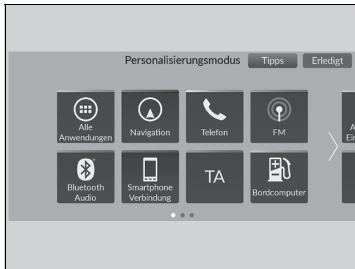 Personalisierungsmodus Tipps Erledigt
Alle
Anwendungen
Navigation
Telefon
FM
Bluetooth
Audio
Smartphone
Verbindung
TA
Bordcomputer